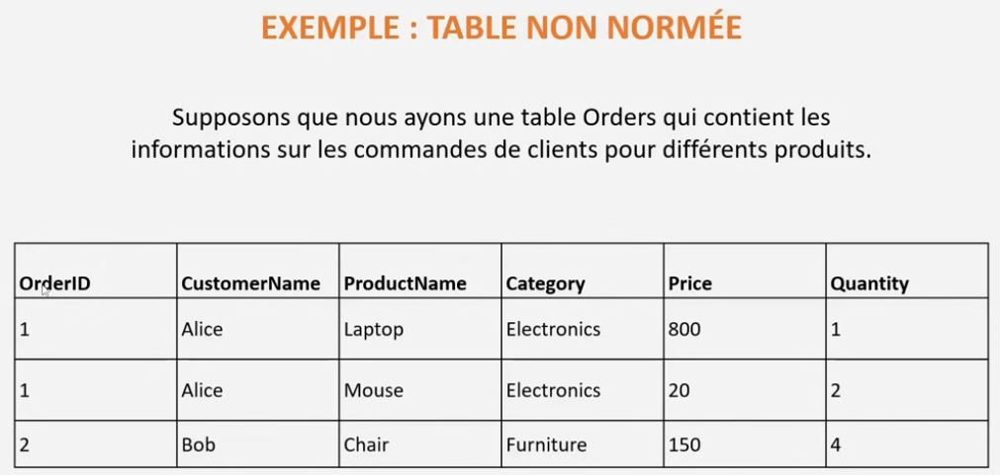 EXEMPLE : TABLE NON NORMÉE
Supposons que nous ayons une table Orders qui contient les
informations sur les commandes de clients pour différents produits.
OrderID CustomerName ProductName Category Price Quantity
1 Alice Laptop Electronics 800 1
1 Alice Mouse Electronics 20 2
2 Bob Chair Furniture 150 4